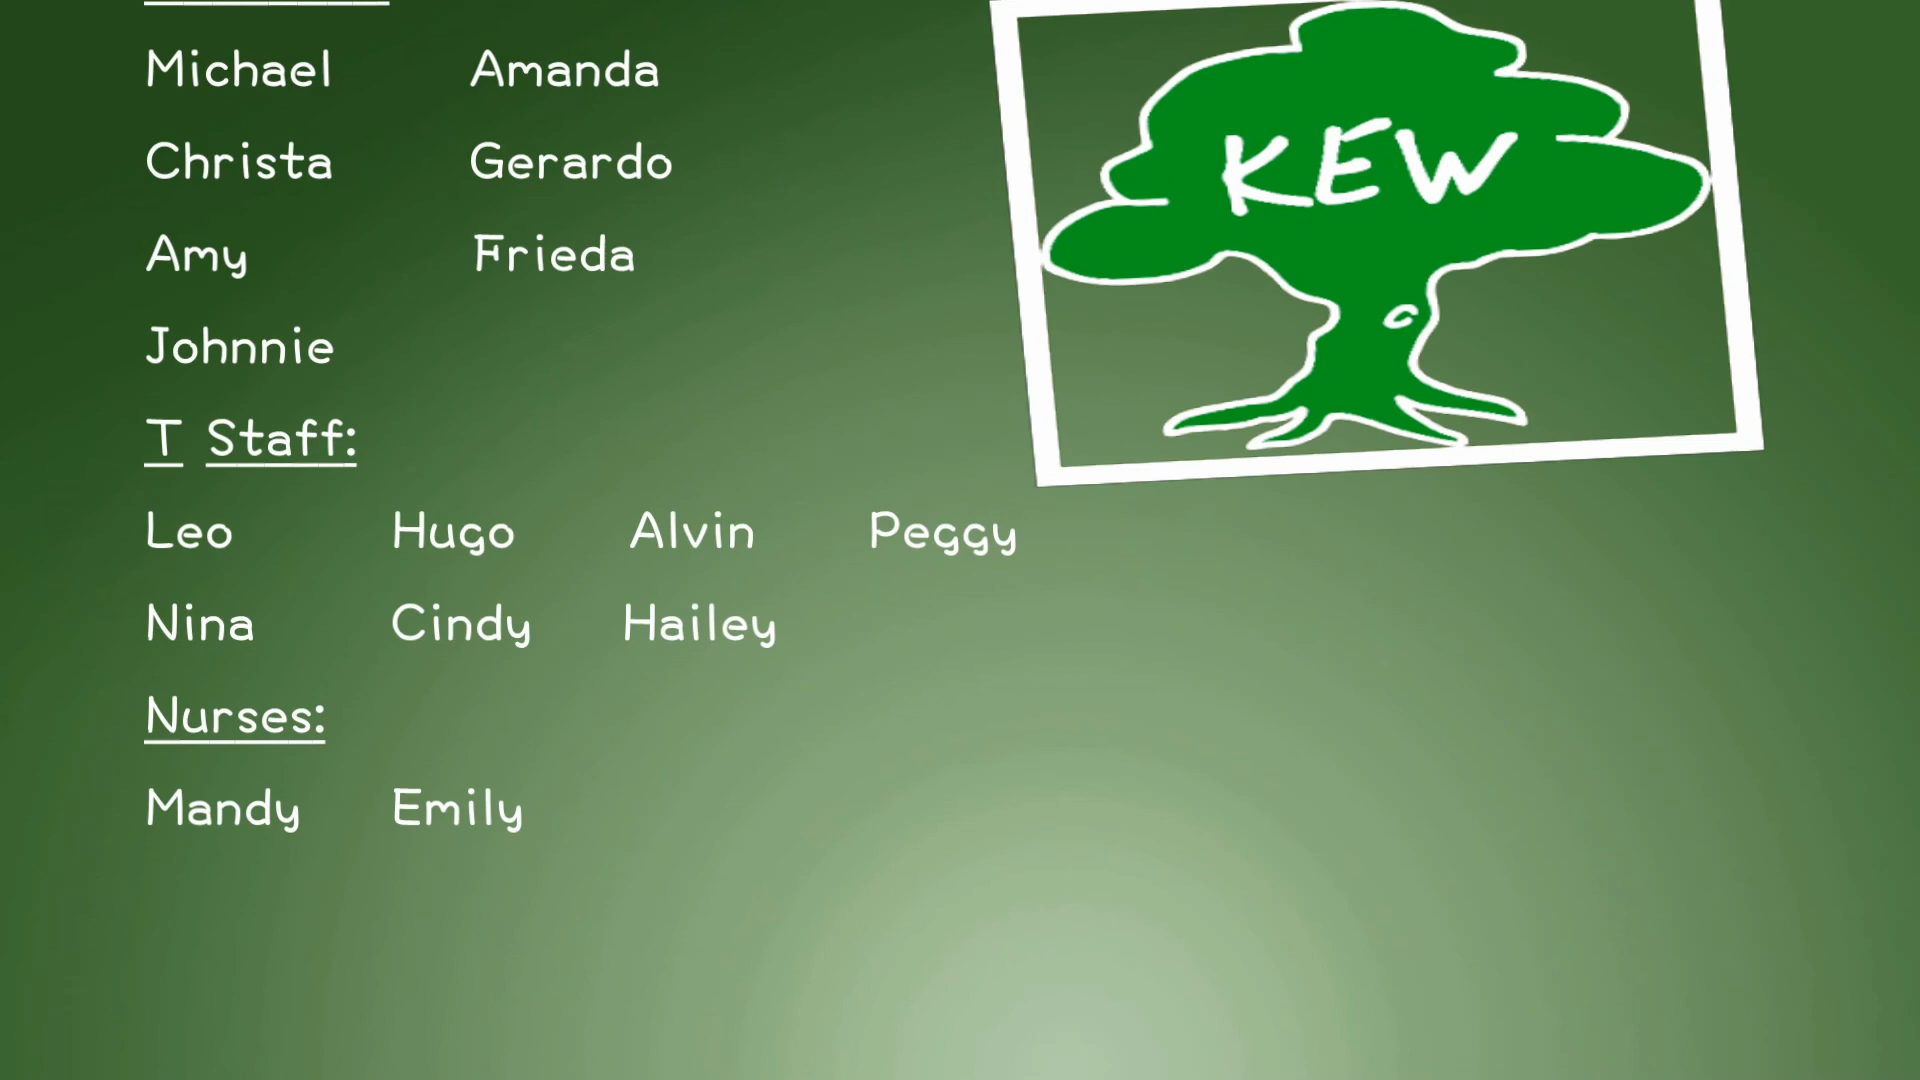 Michael Amanda
Christa Gerardo
Amy Frieda
Johnnie
T Staff:
Leo Hugo Alvin Peggy
Nina Cindy Hailey
Nurses:
Mandy Emily
KEW